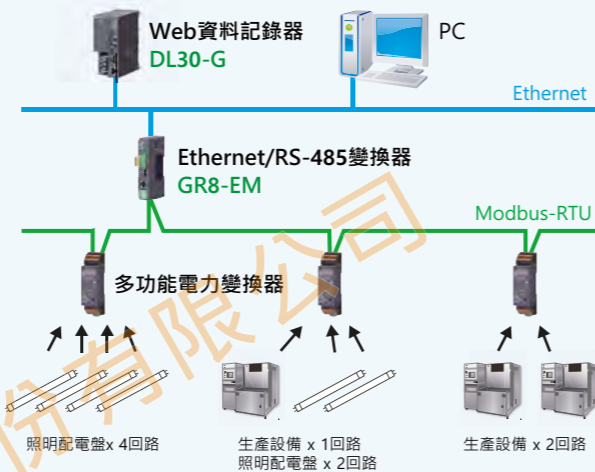 Web資料記錄器
DL30-G
PC
Ethernet
Ethernet/RS-485變換器
GR8-EM
Modbus-RTU
多功能電力變換器
照明配電盤x 4回路
生產設備 x 1回路
照明配電盤 x 2回路
生產設備 x 2回路
份有限公司